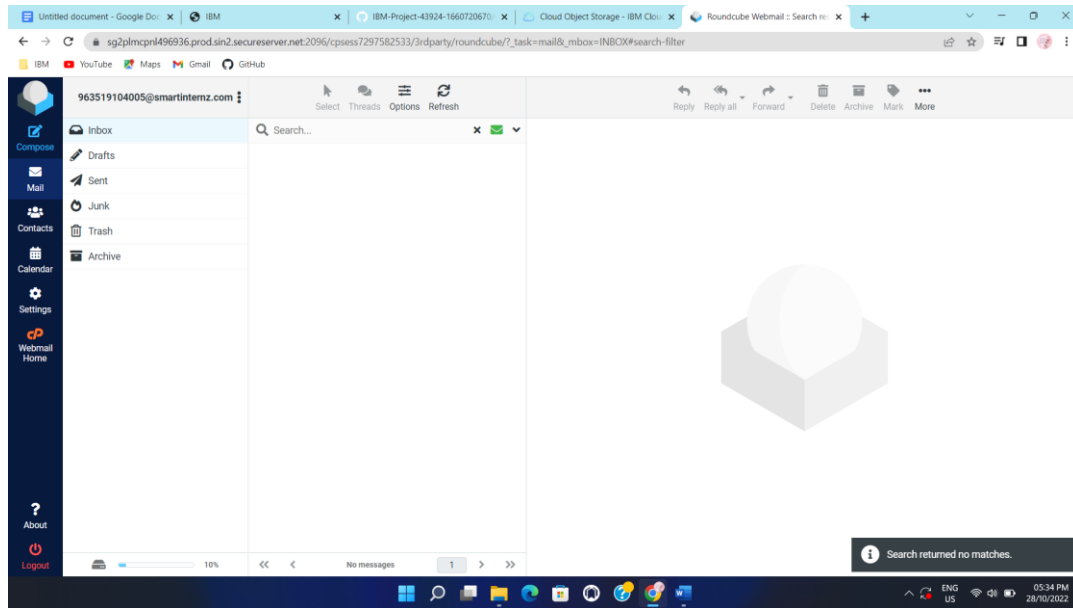 Untitled document - Google Doc
IBM
IBM-Project-43924-1660720670/
Cloud Object Storage - IBM Clou
Roundcube Webmail :: Search re
sg2plmcpnl496936.prod.sin2.secureserver.net:2096/cpsess7297582533/3rdparty/roundcube/?_task=mail&_mbox=INBOX#search-filter
IBM
YouTube
Maps
Gmail
GitHub
963519104005@smartinternz.com
Select
Threads
Options
Refresh
Reply
Reply all
Forward
Delete
Archive
Mark
More
Compose
Mail
Contacts
Calendar
Settings
cP
Webmail
Home
About
Logout
Inbox
Drafts
Sent
Junk
Trash
Archive
10%
Search...
No messages
1
Search returned no matches.
ENG
US
05:34 PM
28/10/2022